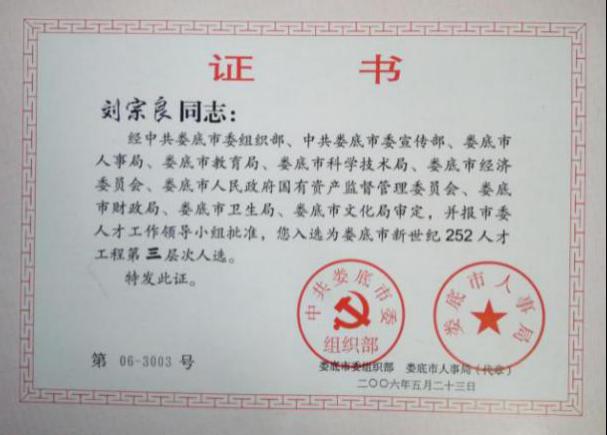 证 书
刘宗良同志：
经中共娄底市委组织部、中共娄底市委宣传部、娄底市
人事局、娄底市教育局、娄底市科学技术局、娄底市经济
委员会、娄底市人民政府国有资产监督管理委员会、娄底
市财政局、娄底市卫生局、娄底市文化局审定，并报市委
人才工作领导小组批准，您入选为娄底市新世纪 252 人才
工程第三层次人选。
特发此证。
中共娄底市委
组织部
娄底市人事局
第 06-3003 号
娄底市委组织部 娄底市人事局（代章）
二〇〇六年五月二十三日